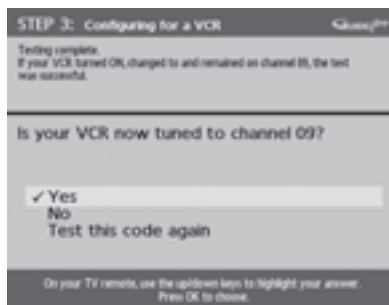 STEP 3: Configuring for a VCR
Testing complete.
If your VCR turned ON, changed to and remained on channel 09, the test
was successful.
Is your VCR now tuned to channel 09?
✓ Yes
No
Test this code again
On your TV remote, use the up/down keys to highlight your answer.
Press OK to choose.